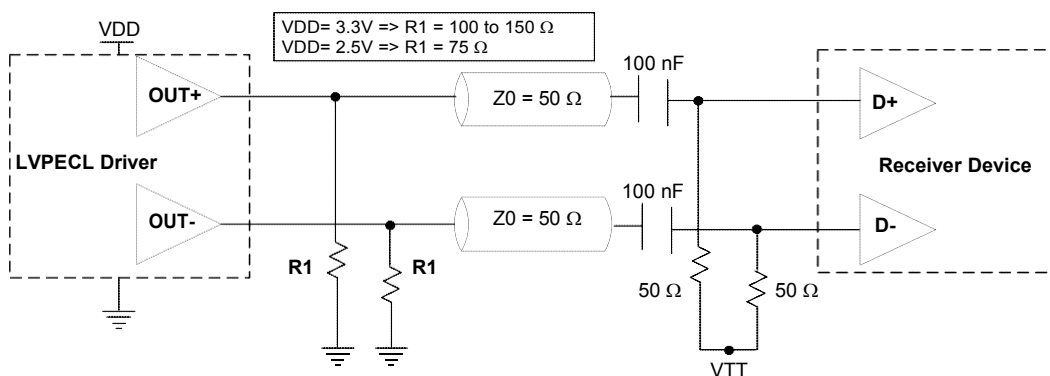 VDD= 3.3V => R1 = 100 to 150 Ω
VDD= 2.5V => R1 = 75 Ω
VDD
100 nF
OUT+
Z0 = 50 Ω
D+
LVPECL Driver
Receiver Device
100 nF
OUT-
Z0 = 50 Ω
D-
R1
R1
50 Ω
50 Ω
VTT